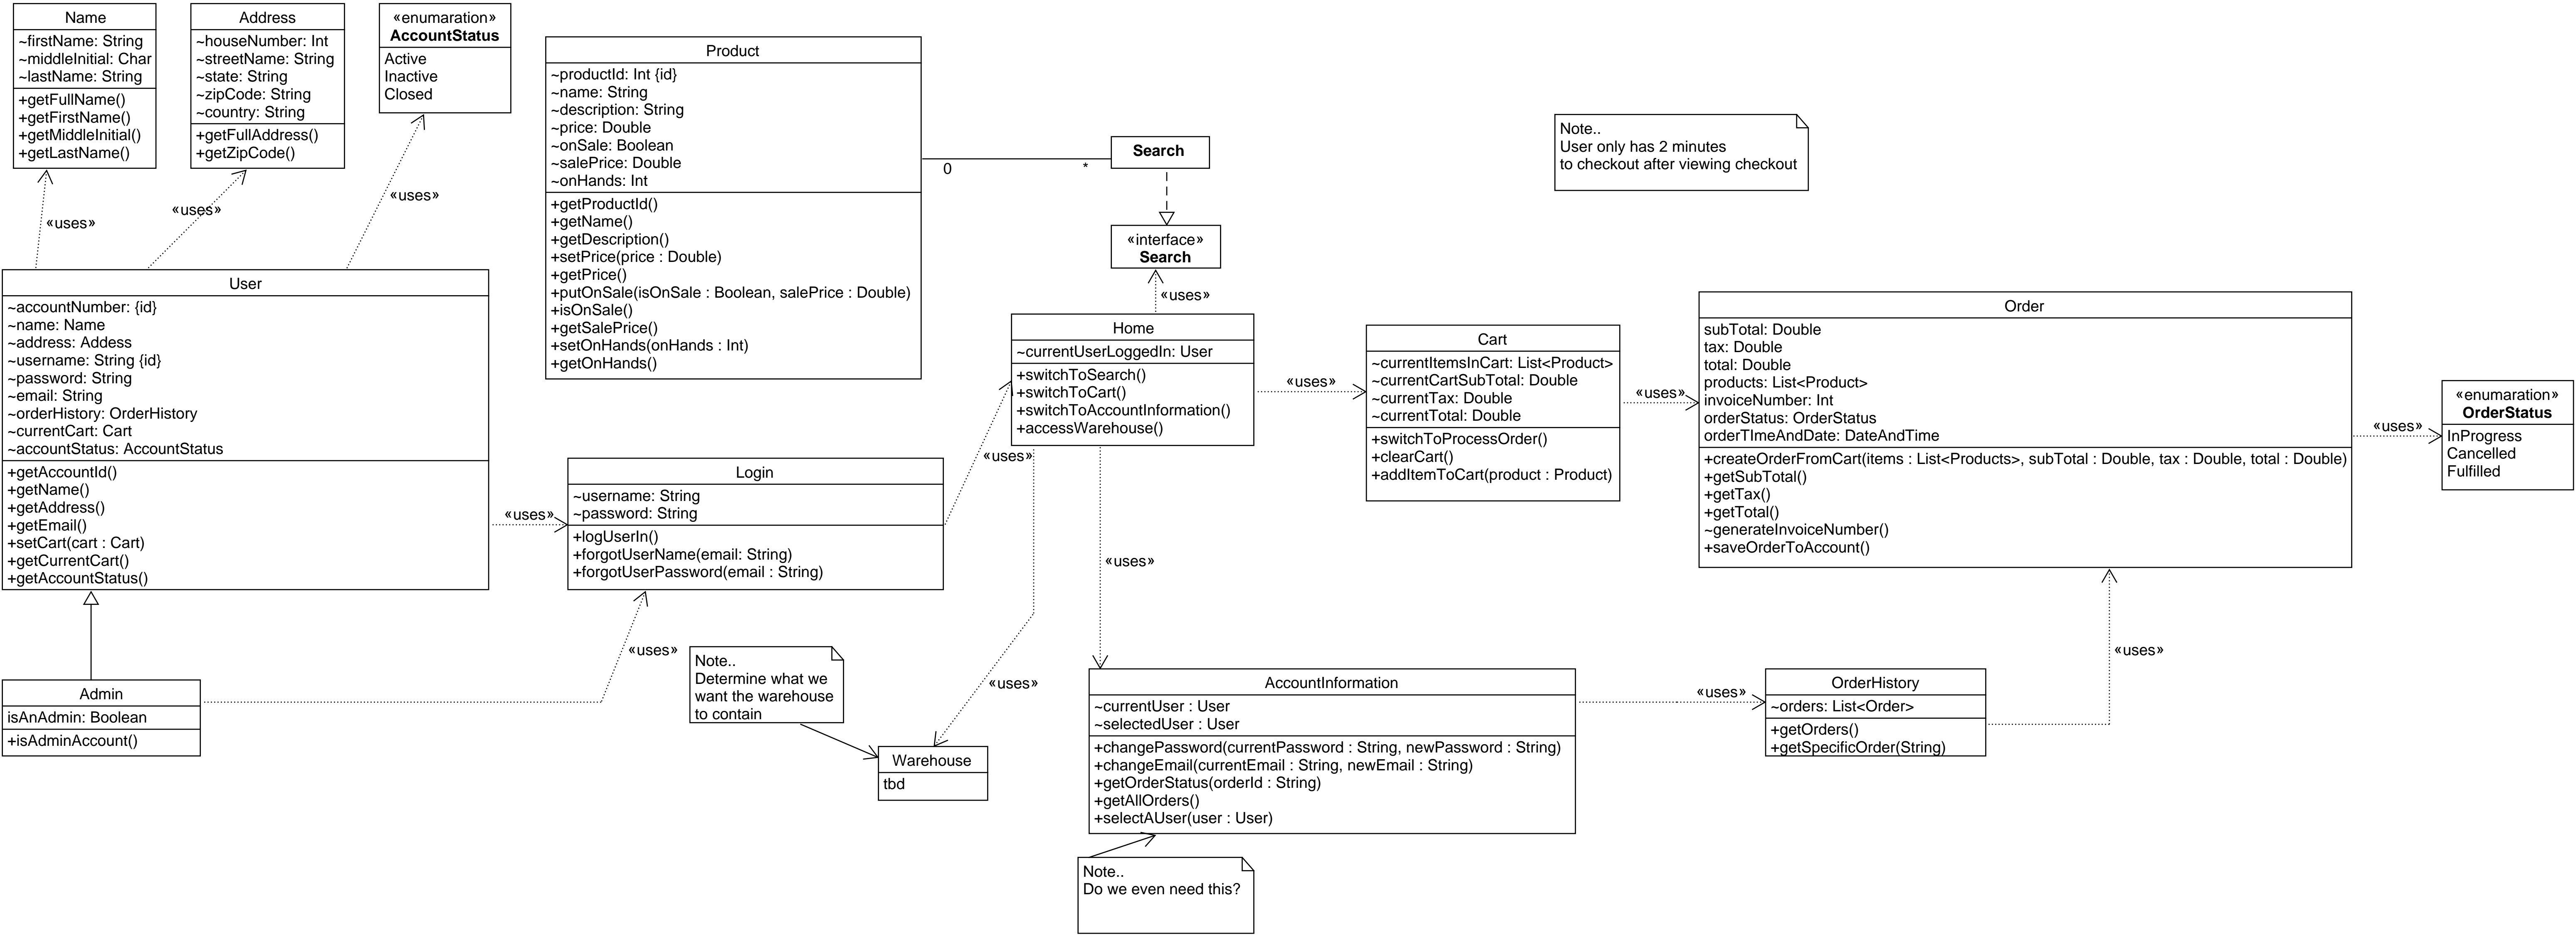 Name
~firstName: String
~middleInitial: Char
~lastName: String
+getFullName()
+getFirstName()
+getMiddleInitial()
+getLastName()
Address
~houseNumber: Int
~streetName: String
~state: String
~zipCode: String
~country: String
+getFullAddress()
+getZipCode()
«enumaration»
AccountStatus
Active
Inactive
Closed
«uses»
«uses»
«uses»
User
~accountNumber: {id}
~name: Name
~address: Addess
~username: String {id}
~password: String
~email: String
~orderHistory: OrderHistory
~currentCart: Cart
~accountStatus: AccountStatus
+getAccountId()
+getName()
+getAddress()
+getEmail()
+setCart(cart : Cart)
+getCurrentCart()
+getAccountStatus()
Admin
isAnAdmin: Boolean
+isAdminAccount()
Product
~productId: Int {id}
~name: String
~description: String
~price: Double
~onSale: Boolean
~salePrice: Double
~onHands: Int
+getProductId()
+getName()
+getDescription()
+setPrice(price : Double)
+getPrice()
+putOnSale(isOnSale : Boolean, salePrice : Double)
+isOnSale()
+getSalePrice()
+setOnHands(onHands : Int)
+getOnHands()
0
*
Search
«interface»
Search
«uses»
«uses»
Login
~username: String
~password: String
+logUserIn()
+forgotUserName(email: String)
+forgotUserPassword(email : String)
«uses»
«uses»
Home
~currentUserLoggedIn: User
+switchToSearch()
+switchToCart()
+switchToAccountInformation()
+accessWarehouse()
«uses»
«uses»
«uses»
Note..
Determine what we
want the warehouse
to contain
Warehouse
tbd
Note..
User only has 2 minutes
to checkout after viewing checkout
Cart
~currentItemsInCart: List<Product>
~currentCartSubTotal: Double
~currentTax: Double
~currentTotal: Double
+switchToProcessOrder()
+clearCart()
+addItemToCart(product : Product)
«uses»
Order
subTotal: Double
tax: Double
total: Double
products: List<Product>
invoiceNumber: Int
orderStatus: OrderStatus
orderTImeAndDate: DateAndTime
+createOrderFromCart(items : List<Products>, subTotal : Double, tax : Double, total : Double)
+getSubTotal()
+getTax()
+getTotal()
~generateInvoiceNumber()
+saveOrderToAccount()
«uses»
«enumaration»
OrderStatus
InProgress
Cancelled
Fulfilled
AccountInformation
~currentUser : User
~selectedUser : User
+changePassword(currentPassword : String, newPassword : String)
+changeEmail(currentEmail : String, newEmail : String)
+getOrderStatus(orderId : String)
+getAllOrders()
+selectAUser(user : User)
«uses»
OrderHistory
~orders: List<Order>
+getOrders()
+getSpecificOrder(String)
«uses»
Note..
Do we even need this?